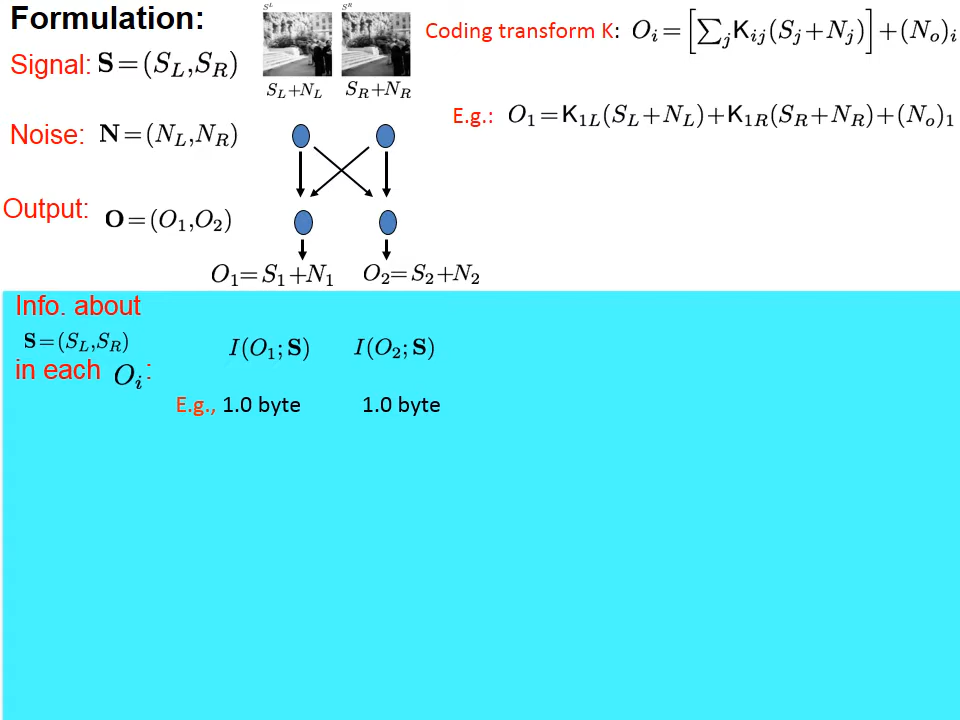 Formulation:
Signal: S=(S_L,S_R)
S^L S^R
S_L+N_L S_R+N_R
Coding transform K: O_i = [∑_j K_ij(S_j+N_j)]+(N_o)_i
E.g.: O_1=K_1L(S_L+N_L)+K_1R(S_R+N_R)+(N_o)_1
Noise: N=(N_L,N_R)
Output: O=(O_1,O_2)
O_1=S_1+N_1 O_2=S_2+N_2
Info. about
S=(S_L,S_R)
in each O_i:
I(O_1;S) I(O_2;S)
E.g., 1.0 byte 1.0 byte